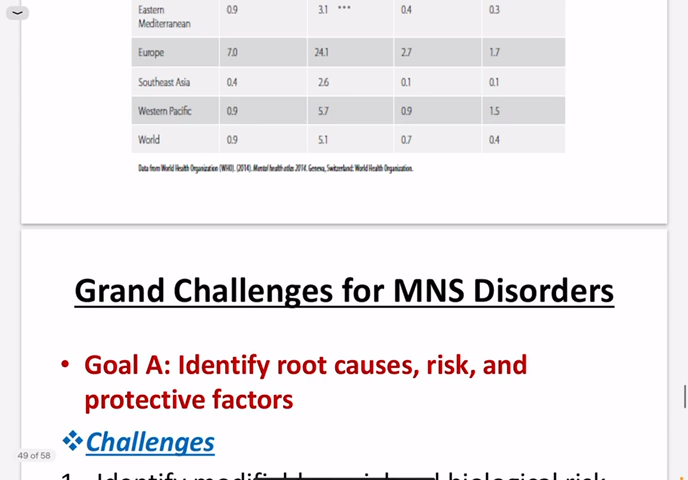 Eastern Mediterranean 0.9 3.1 *** 0.4 0.3
Europe 7.0 24.1 2.7 1.7
Southeast Asia 0.4 2.6 0.1 0.1
Western Pacific 0.9 5.7 0.9 1.5
World 0.9 5.1 0.7 0.4
Data from World Health Organization (WHO). (2014). Mental health atlas 2014. Geneva, Switzerland: World Health Organization.
Grand Challenges for MNS Disorders
• Goal A: Identify root causes, risk, and
protective factors
❖Challenges
49 of 58
1. Identify biological risk